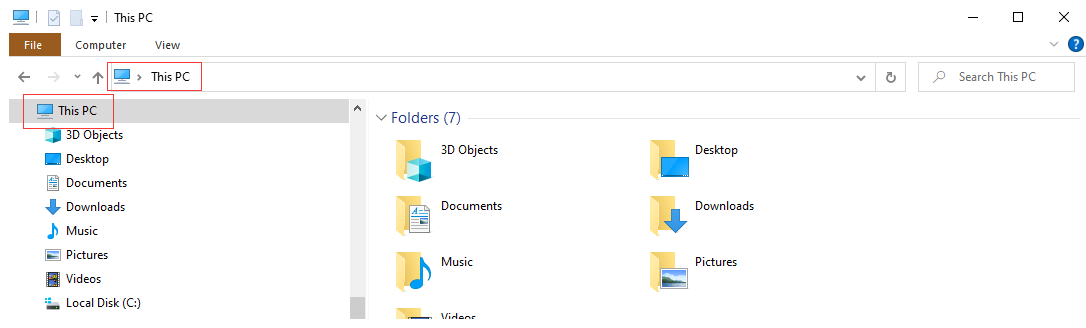 This PC
File
Computer
View
This PC
Search This PC
This PC
3D Objects
Desktop
Documents
Downloads
Music
Pictures
Videos
Local Disk (C:)
Folders (7)
3D Objects
Desktop
Documents
Downloads
Music
Pictures
Videos